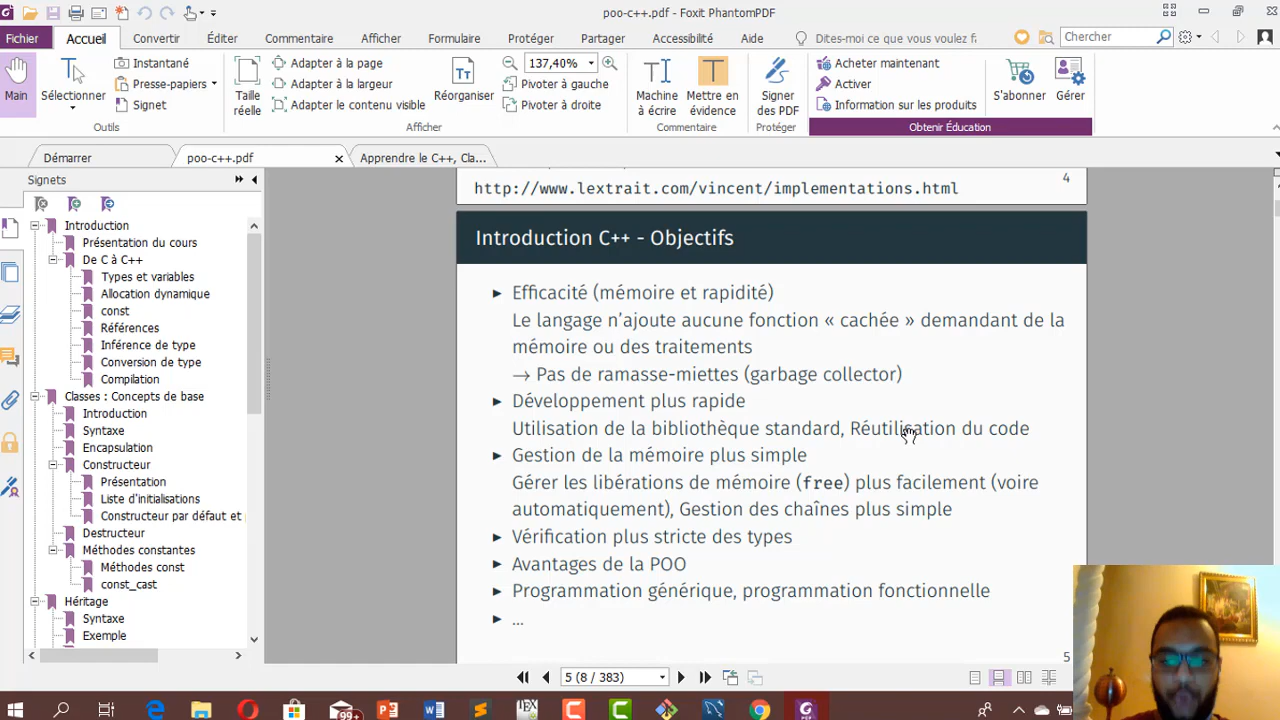 poo-c++.pdf - Foxit PhantomPDF
Fichier Accueil Convertir Éditer Commentaire Afficher Formulaire Protéger Partager Accessibilité Aide Dites-moi ce que vous voulez f Chercher
Main
Sélectionner
Instantané
Presse-papiers
Signet
Outils
Taille réelle
Adapter à la page
Adapter à la largeur
Adapter le contenu visible
Réorganiser
137,40%
Pivoter à gauche
Pivoter à droite
Afficher
Machine à écrire
Mettre en évidence
Commentaire
Signer des PDF
Protéger
Acheter maintenant
Activer
Information sur les produits
S'abonner
Gérer
Obtenir Éducation
Démarrer poo-c++.pdf Apprendre le C++, Cla...
Signets
Introduction
Présentation du cours
De C à C++
Types et variables
Allocation dynamique
const
Références
Inférence de type
Conversion de type
Compilation
Classes : Concepts de base
Introduction
Syntaxe
Encapsulation
Constructeur
Présentation
Liste d'initialisations
Constructeur par défaut et
Destructeur
Méthodes constantes
Méthodes const
const_cast
Héritage
Syntaxe
Exemple
http://www.lextrait.com/vincent/implementations.html
4
Introduction C++ - Objectifs
► Efficacité (mémoire et rapidité)
Le langage n'ajoute aucune fonction « cachée » demandant de la
mémoire ou des traitements
→ Pas de ramasse-miettes (garbage collector)
► Développement plus rapide
Utilisation de la bibliothèque standard, Réutilisation du code
► Gestion de la mémoire plus simple
Gérer les libérations de mémoire (free) plus facilement (voire
automatiquement), Gestion des chaînes plus simple
► Vérification plus stricte des types
► Avantages de la POO
► Programmation générique, programmation fonctionnelle
► ...
5
5 (8 / 383)
99+